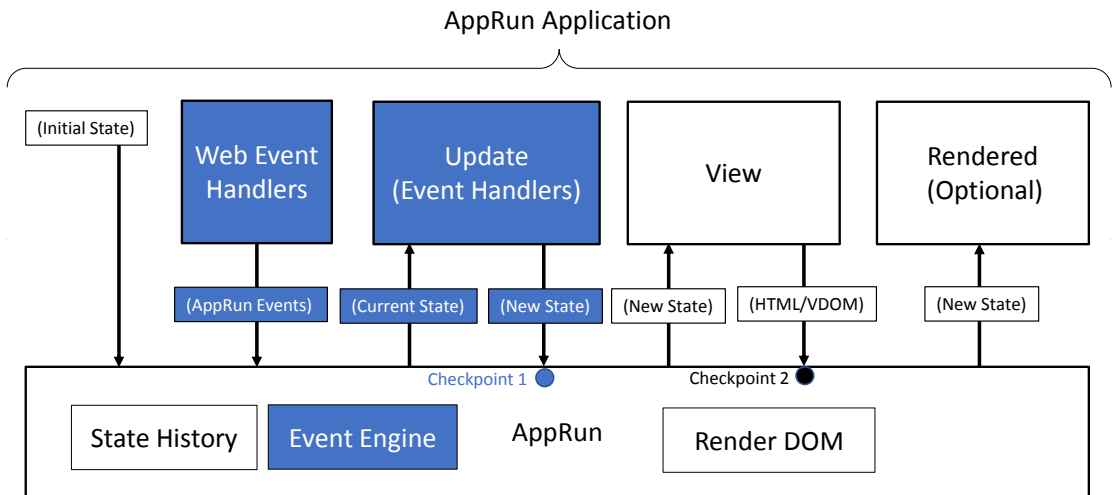 AppRun Application
(Initial State)
Web Event
Handlers
Update
(Event Handlers)
View
Rendered
(Optional)
(AppRun Events)
(Current State)
(New State)
(New State)
(HTML/VDOM)
(New State)
Checkpoint 1
Checkpoint 2
State History
Event Engine
AppRun
Render DOM